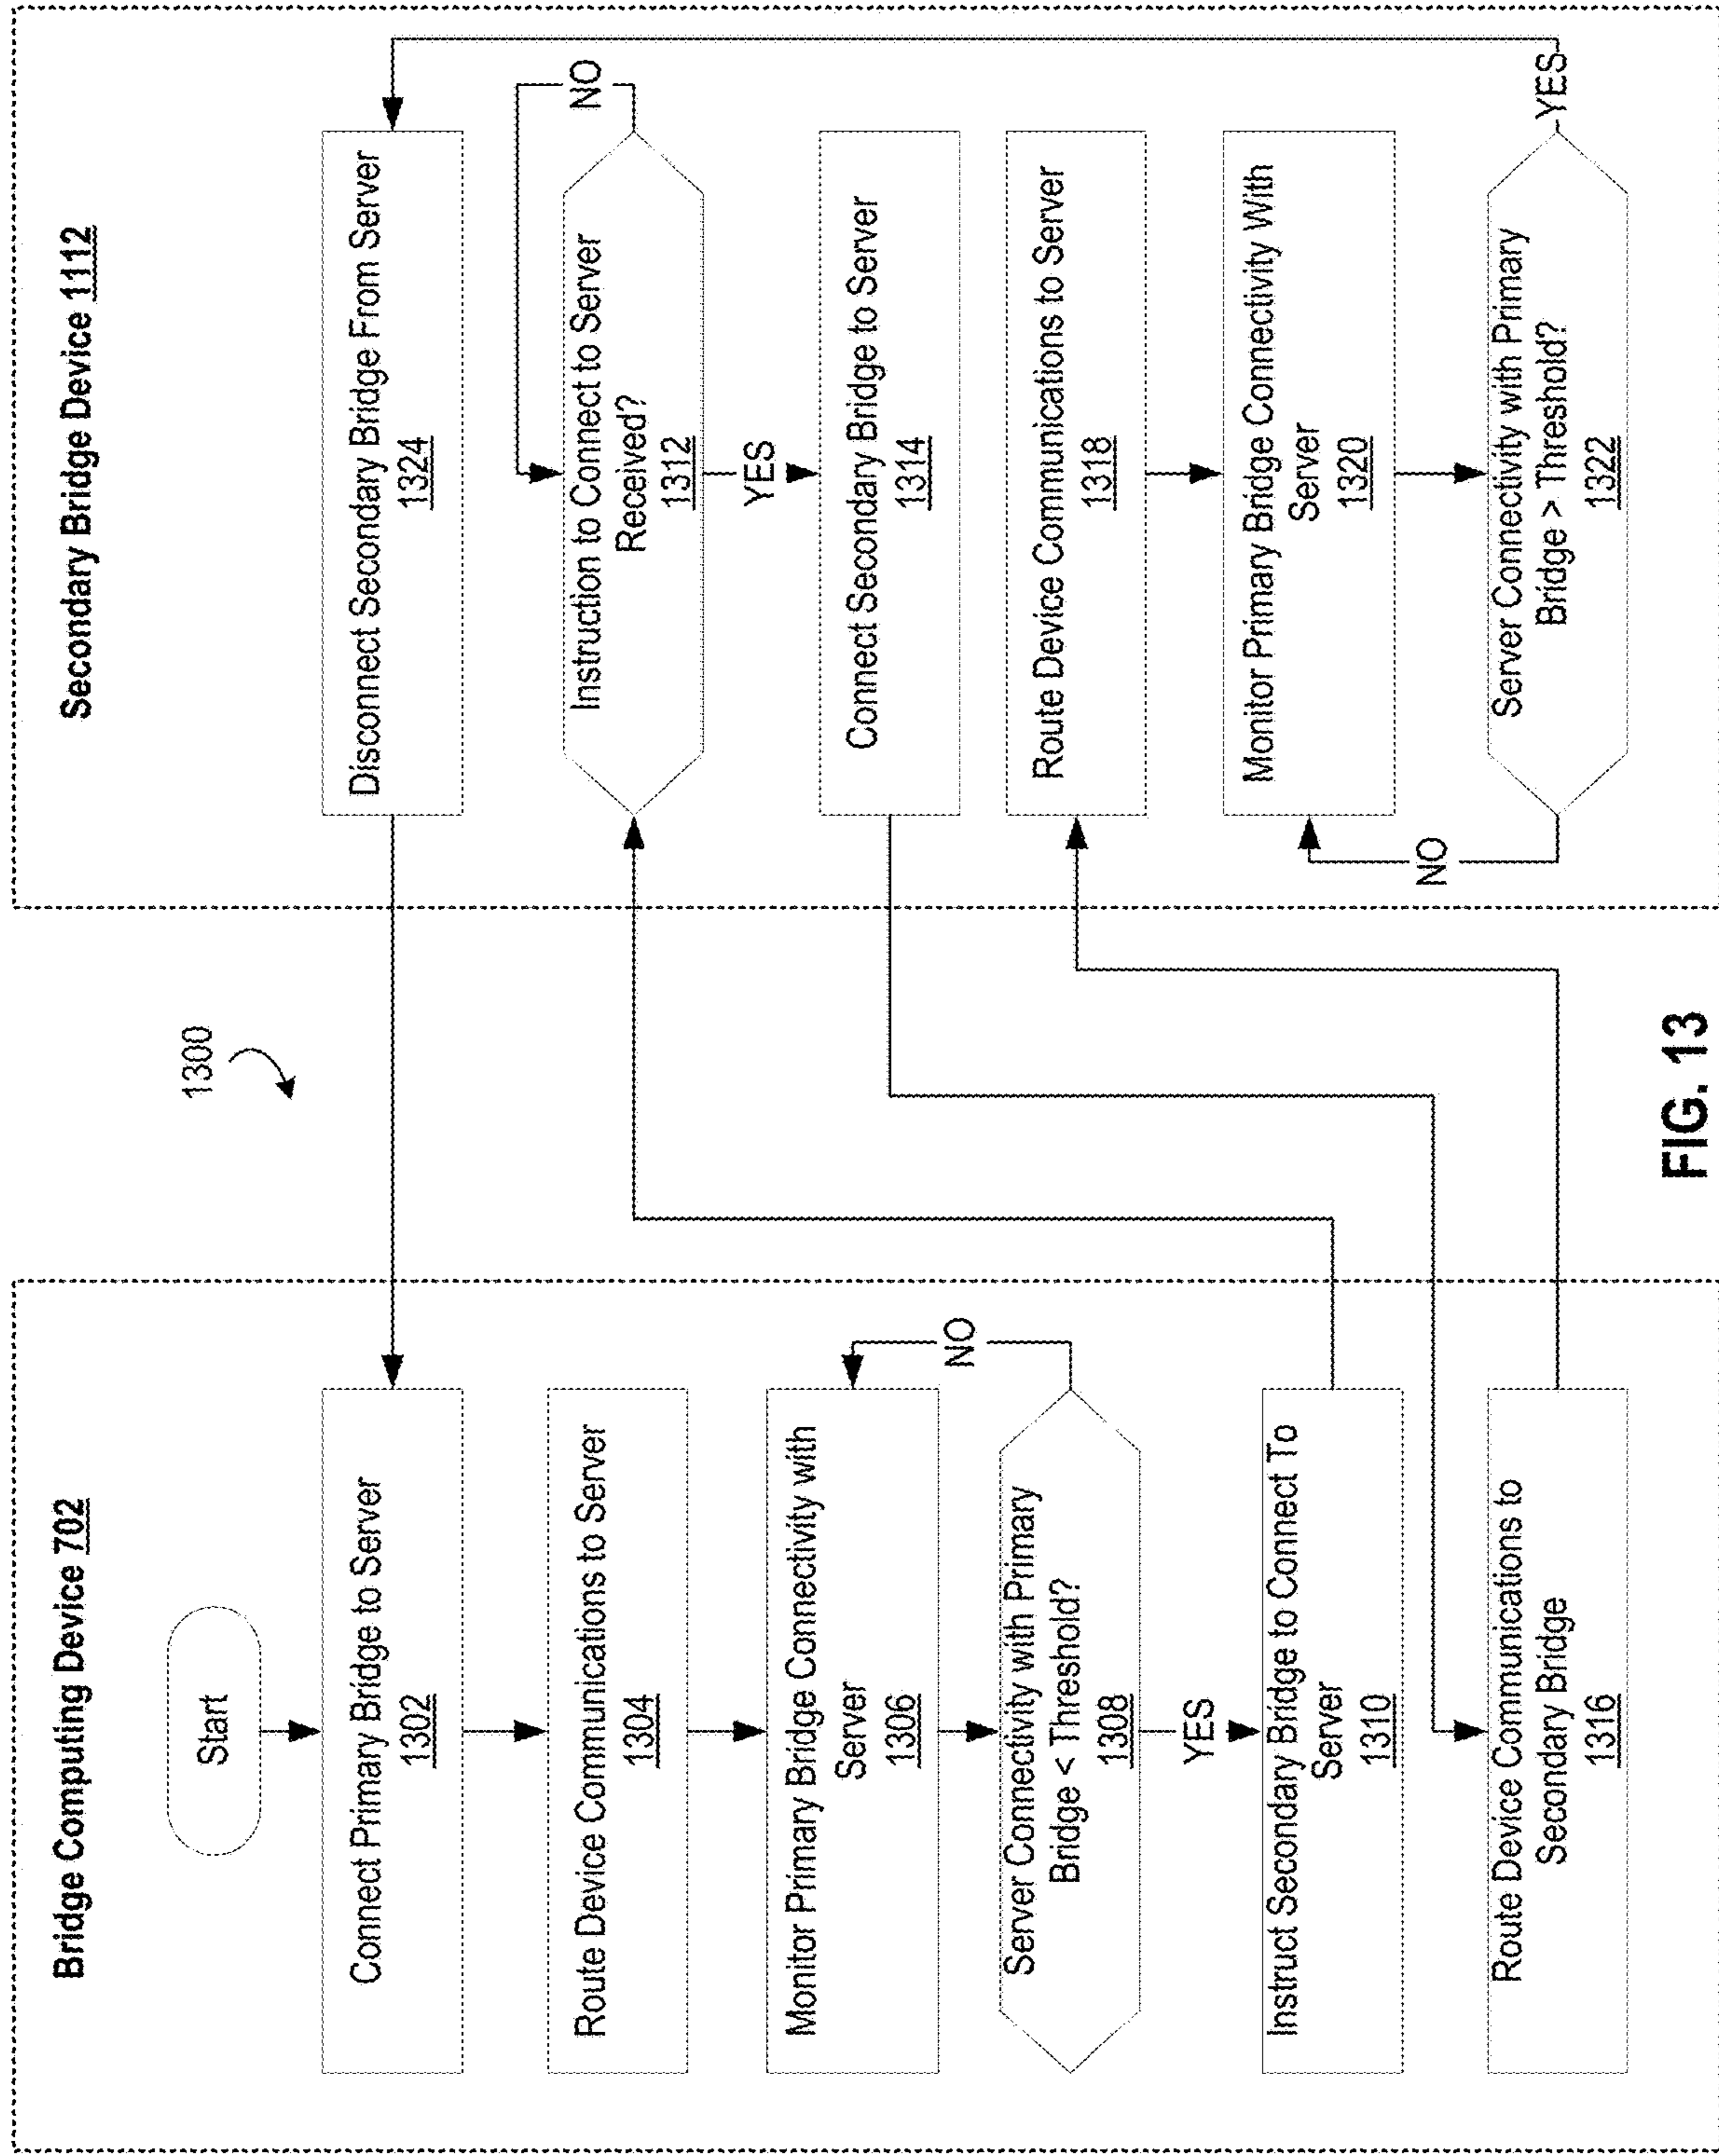 Bridge Computing Device 702
Start
Connect Primary Bridge to Server
1302
Route Device Communications to Server
1304
Monitor Primary Bridge Connectivity with
Server
1306
Server Connectivity with Primary
Bridge < Threshold?
1308
NO
YES
Instruct Secondary Bridge to Connect To
Server
1310
Route Device Communications to
Secondary Bridge
1316
1300
Secondary Bridge Device 1112
Disconnect Secondary Bridge From Server
1324
Instruction to Connect to Server
Received?
1312
NO
YES
Connect Secondary Bridge to Server
1314
Route Device Communications to Server
1318
Monitor Primary Bridge Connectivity With
Server
1320
Server Connectivity with Primary
Bridge > Threshold?
1322
NO
YES
FIG. 13